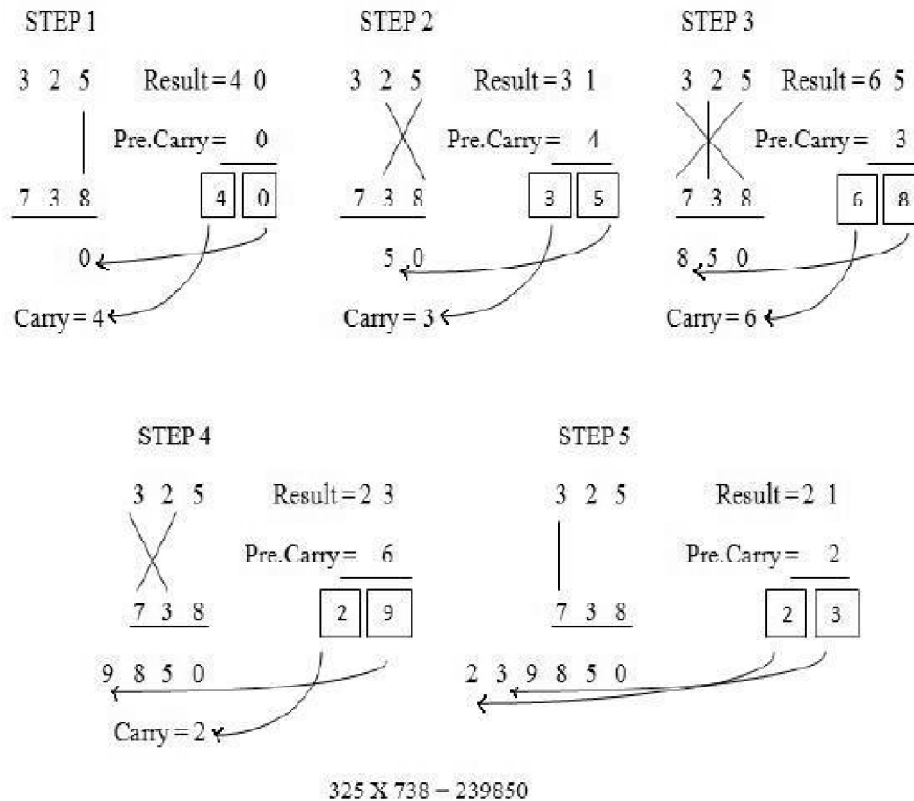 STEP 1
3 2 5 Result = 4 0
Pre.Carry = 0
7 3 8 4 0
0
Carry = 4
STEP 2
3 2 5 Result = 3 1
Pre.Carry = 4
7 3 8 3 5
5 0
Carry = 3
STEP 3
3 2 5 Result = 6 5
Pre.Carry = 3
7 3 8 6 8
8 5 0
Carry = 6
STEP 4
3 2 5 Result = 2 3
Pre.Carry = 6
7 3 8 2 9
9 8 5 0
Carry = 2
STEP 5
3 2 5 Result = 2 1
Pre.Carry = 2
7 3 8 2 3
2 3 9 8 5 0
325 X 738 – 239850